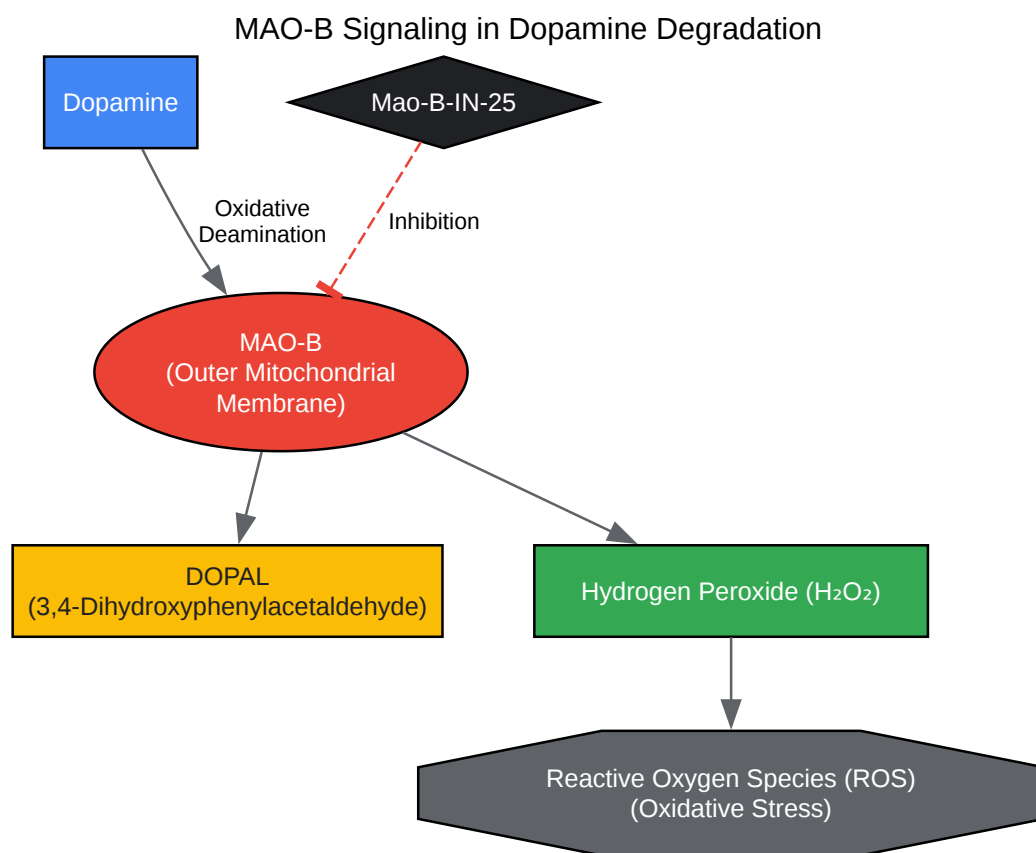 MAO-B Signaling in Dopamine Degradation
Dopamine
Mao-B-IN-25
Oxidative
Deamination
Inhibition
MAO-B
(Outer Mitochondrial
Membrane)
DOPAL
(3,4-Dihydroxyphenylacetaldehyde)
Hydrogen Peroxide (H₂O₂)
Reactive Oxygen Species (ROS)
(Oxidative Stress)